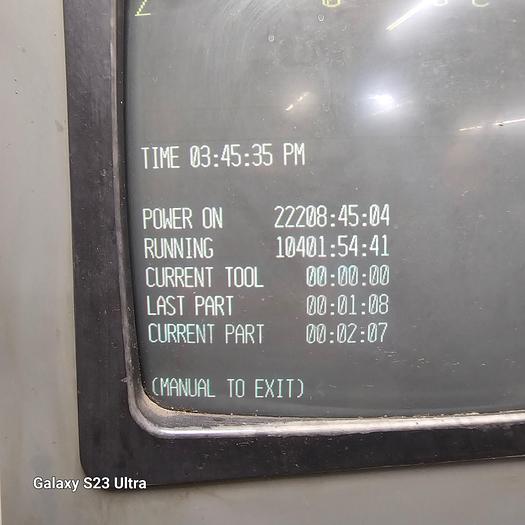 TIME 03:45:35 PM
POWER ON 22208:45:04
RUNNING 10401:54:41
CURRENT TOOL 00:00:00
LAST PART 00:01:08
CURRENT PART 00:02:07
(MANUAL TO EXIT)
Galaxy S23 Ultra